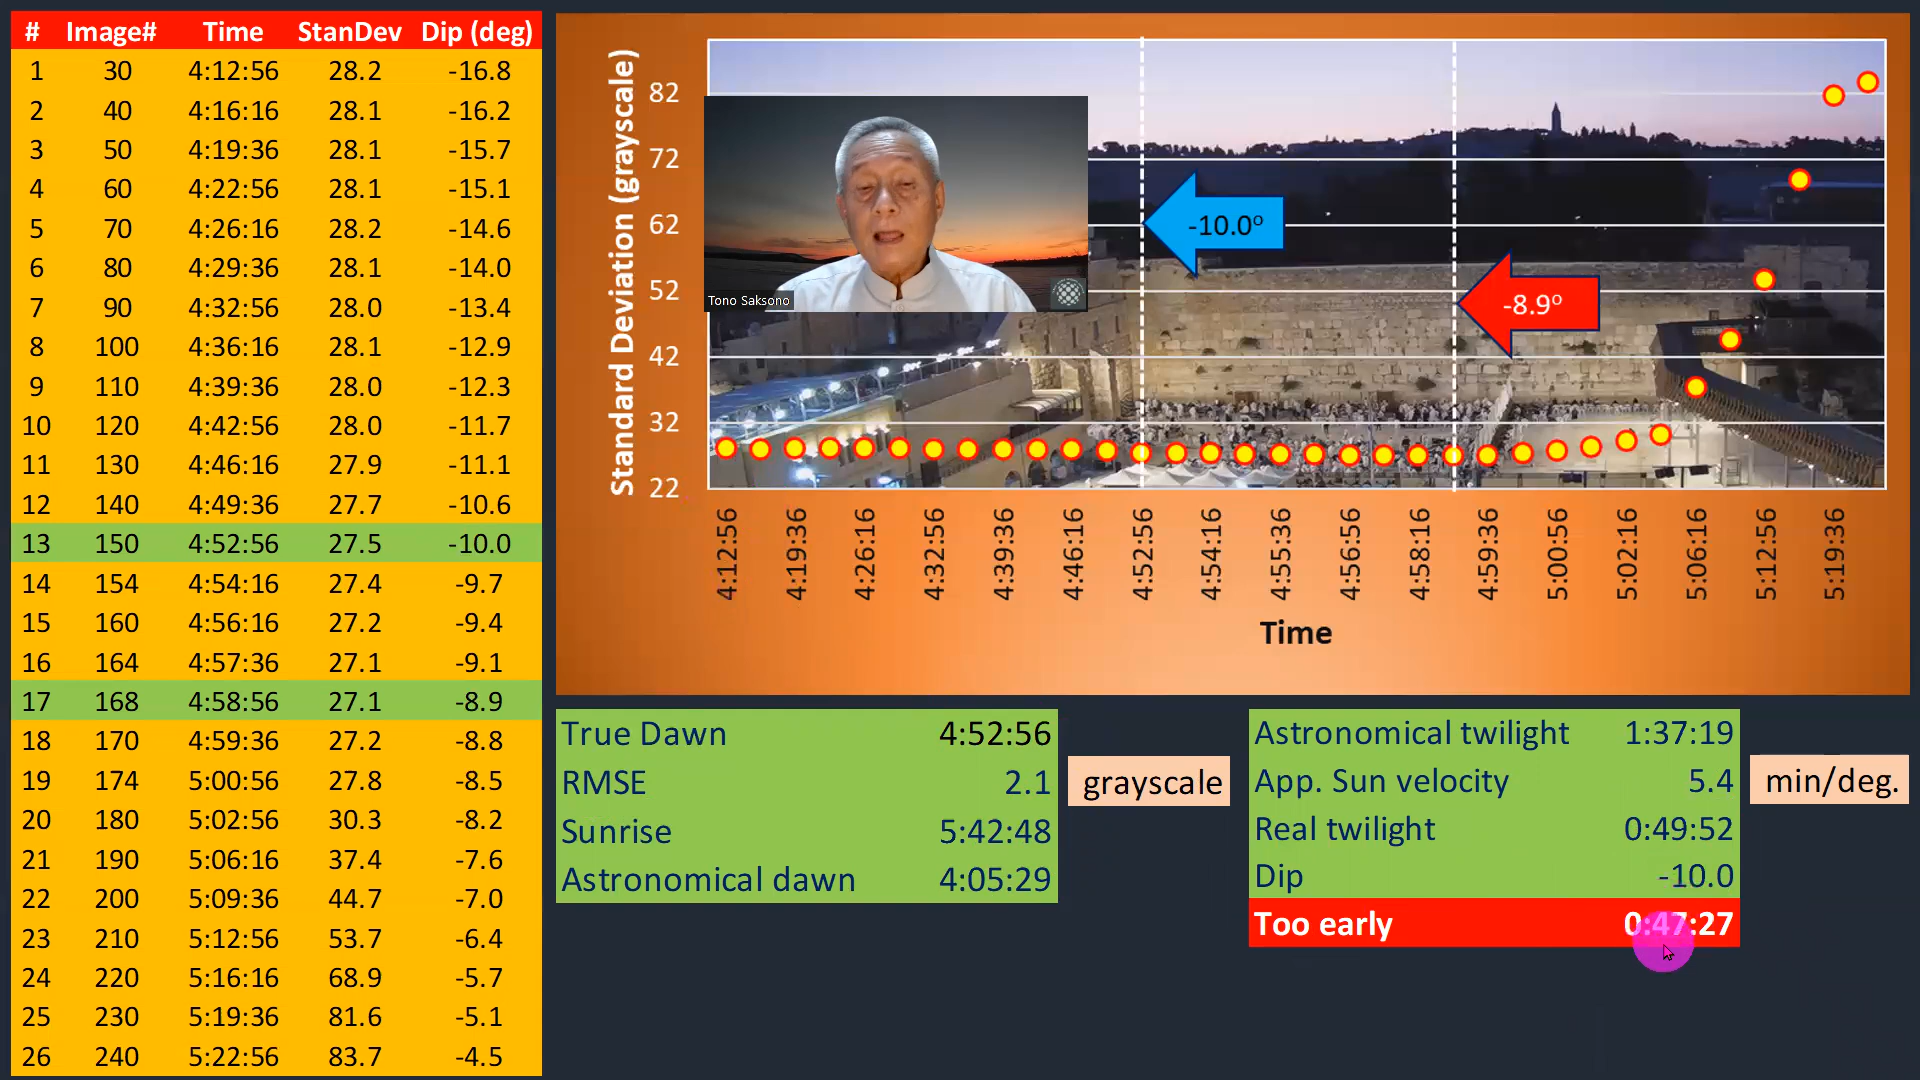 # Image# Time StanDev Dip (deg)
1 30 4:12:56 28.2 -16.8
2 40 4:16:16 28.1 -16.2
3 50 4:19:36 28.1 -15.7
4 60 4:22:56 28.1 -15.1
5 70 4:26:16 28.2 -14.6
6 80 4:29:36 28.1 -14.0
7 90 4:32:56 28.0 -13.4
8 100 4:36:16 28.1 -12.9
9 110 4:39:36 28.0 -12.3
10 120 4:42:56 28.0 -11.7
11 130 4:46:16 27.9 -11.1
12 140 4:49:36 27.7 -10.6
13 150 4:52:56 27.5 -10.0
14 154 4:54:16 27.4 -9.7
15 160 4:56:16 27.2 -9.4
16 164 4:57:36 27.1 -9.1
17 168 4:58:56 27.1 -8.9
18 170 4:59:36 27.2 -8.8
19 174 5:00:56 27.8 -8.5
20 180 5:02:56 30.3 -8.2
21 190 5:06:16 37.4 -7.6
22 200 5:09:36 44.7 -7.0
23 210 5:12:56 53.7 -6.4
24 220 5:16:16 68.9 -5.7
25 230 5:19:36 81.6 -5.1
26 240 5:22:56 83.7 -4.5
Standard Deviation (grayscale)
82
72
62
52
42
32
22
-10.0º
-8.9º
Tono Saksono
4:12:56
4:19:36
4:26:16
4:32:56
4:39:36
4:46:16
4:52:56
4:54:16
4:55:36
4:56:56
4:58:16
4:59:36
5:00:56
5:02:16
5:06:16
5:12:56
5:19:36
Time
True Dawn 4:52:56
RMSE 2.1
grayscale
Sunrise 5:42:48
Astronomical dawn 4:05:29
Astronomical twilight 1:37:19
App. Sun velocity 5.4
min/deg.
Real twilight 0:49:52
Dip -10.0
Too early 0:47:27